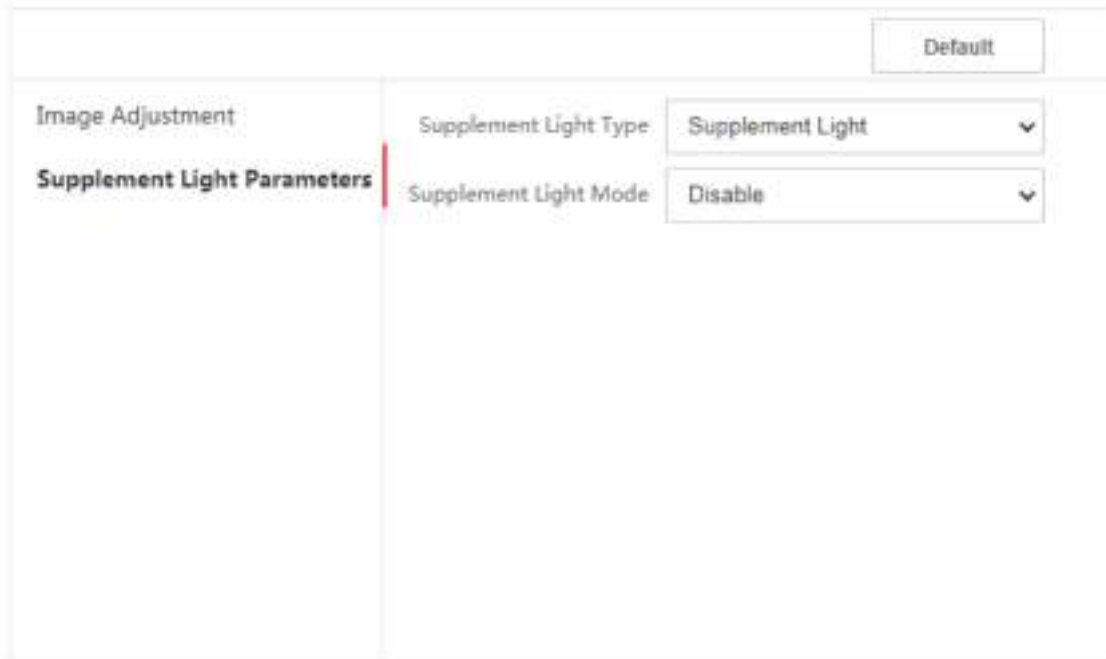 Default
Image Adjustment
Supplement Light Parameters
Supplement Light Type Supplement Light
Supplement Light Mode Disable